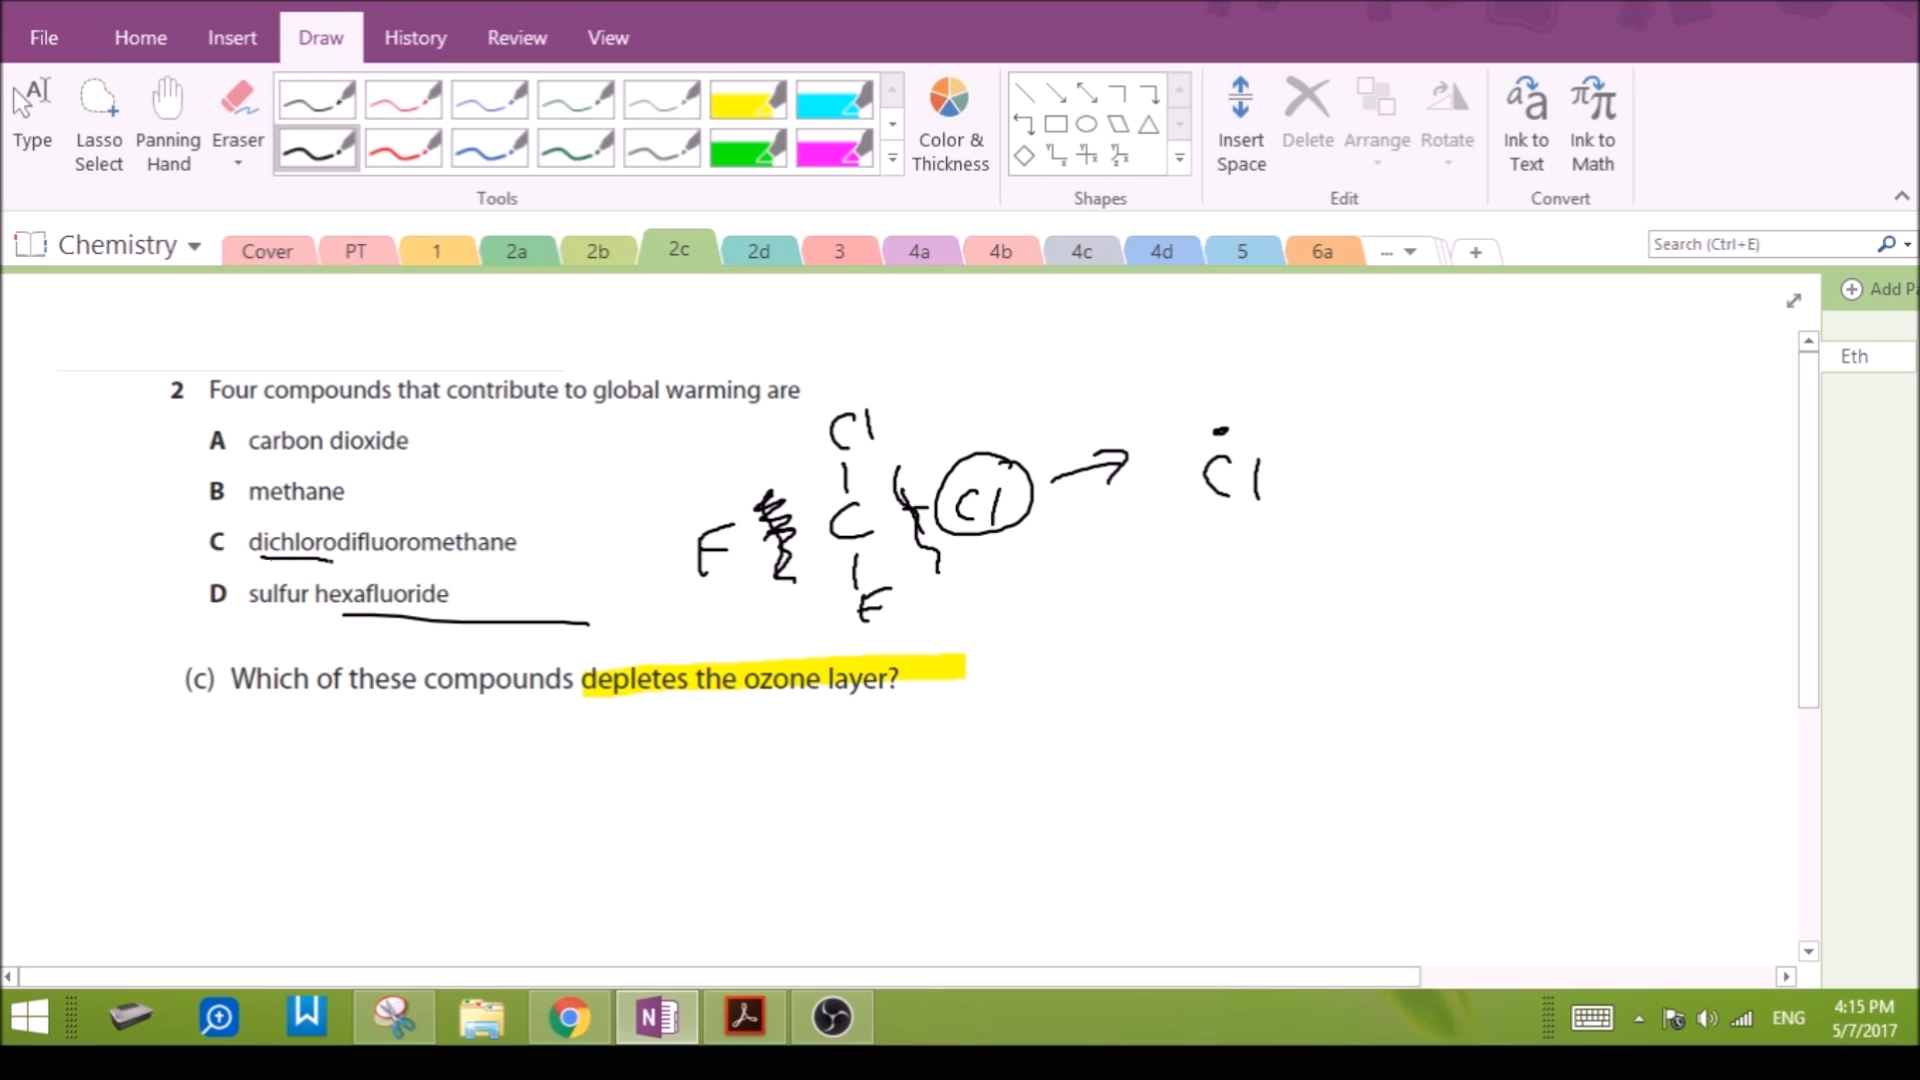 File Home Insert Draw History Review View
Type Lasso Select Panning Hand Eraser Color & Thickness Insert Space Delete Arrange Rotate Ink to Text Ink to Math
Tools Shapes Edit Convert
Chemistry Cover PT 1 2a 2b 2c 2d 3 4a 4b 4c 4d 5 6a ... + Search (Ctrl+E)
Add Pa
Eth
2 Four compounds that contribute to global warming are
A carbon dioxide
B methane
C dichlorodifluoromethane
D sulfur hexafluoride
Cl
F C Cl → Cl
F
(c) Which of these compounds depletes the ozone layer?
ENG 4:15 PM
5/7/2017